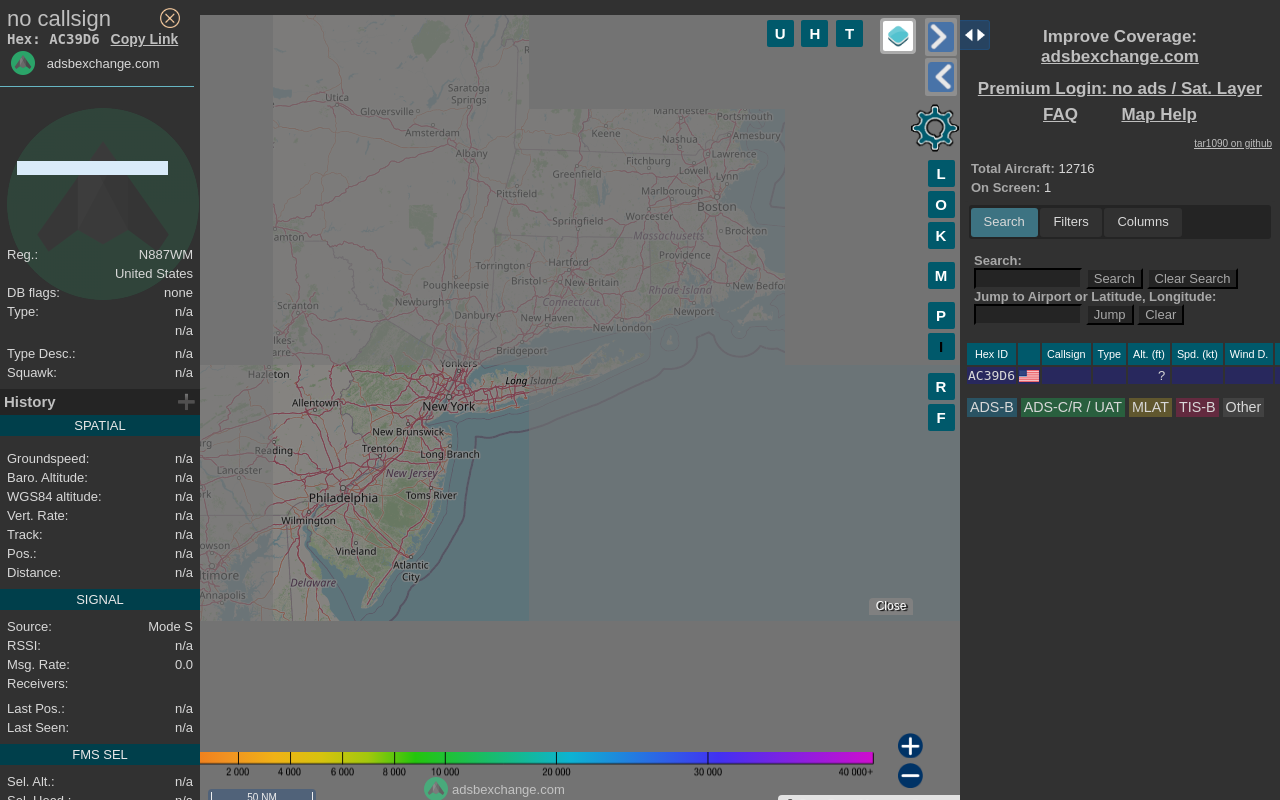 no callsign
Hex: AC39D6 Copy Link
adsbexchange.com
Reg.: N887WM
United States
DB flags: none
Type: n/a
n/a
Type Desc.: n/a
Squawk: n/a
History
SPATIAL
Groundspeed: n/a
Baro. Altitude: n/a
WGS84 altitude: n/a
Vert. Rate: n/a
Track: n/a
Pos.: n/a
Distance: n/a
SIGNAL
Source: Mode S
RSSI: n/a
Msg. Rate: 0.0
Receivers:
Last Pos.: n/a
Last Seen: n/a
FMS SEL
Sel. Alt.: n/a
Sel. Head.: n/a
U H T
L
O
K
M
P
I
R
F
Utica
Saratoga
Springs
Gloversville
Amsterdam
Albany
Manchester
Portsmouth
Keene
Nashua
Amesbury
Fitchburg
Lawrence
Lowell
Lynn
Greenfield
Pittsfield
Marlborough
Boston
Worcester
Springfield
Massachusetts
Brockton
Providence
Torrington
Hartford
Bristol
New Britain
Poughkeepsie
Newburgh
Connecticut
Rhode Island
New Bedfor
Newport
Danbury
New Haven
New London
Scranton
Bridgeport
Yonkers
Hazleton
Long Island
Allentown
New York
New Brunswick
Reading
Trenton
Long Branch
Lancaster
New Jersey
Philadelphia
Toms River
Wilmington
Vineland
Atlantic
City
Delaware
Annapolis
Close
2 000 4 000 6 000 8 000 10 000 20 000 30 000 40 000+
adsbexchange.com
50 NM
Improve Coverage:
adsbexchange.com
Premium Login: no ads / Sat. Layer
FAQ Map Help
tar1090 on github
Total Aircraft: 12716
On Screen: 1
Search Filters Columns
Search:
Search Clear Search
Jump to Airport or Latitude, Longitude:
Jump Clear
Hex ID Callsign Type Alt. (ft) Spd. (kt) Wind D.
AC39D6 ?
ADS-B ADS-C/R / UAT MLAT TIS-B Other